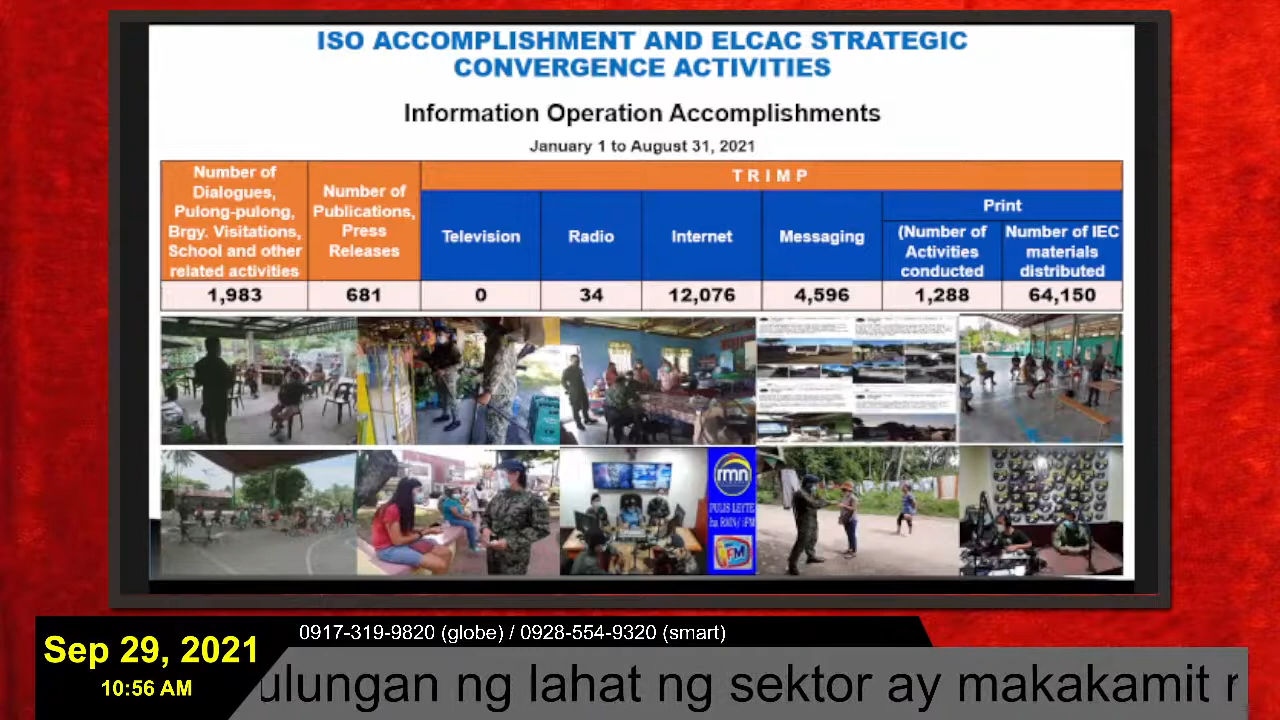 ISO ACCOMPLISHMENT AND ELCAC STRATEGIC
CONVERGENCE ACTIVITIES
Information Operation Accomplishments
January 1 to August 31, 2021
Number of
Dialogues,
Pulong-pulong,
Brgy. Visitations,
School and other
related activities
Number of
Publications,
Press
Releases
T R I M P
Television
Radio
Internet
Messaging
Print
(Number of
Activities
conducted
Number of IEC
materials
distributed
1,983
681
0
34
12,076
4,596
1,288
64,150
rmn
PULIS LEYTE
ha RMN/ iFM
iFM
Sep 29, 2021
10:56 AM
0917-319-9820 (globe) / 0928-554-9320 (smart)
ulungan ng lahat ng sektor ay makakamit